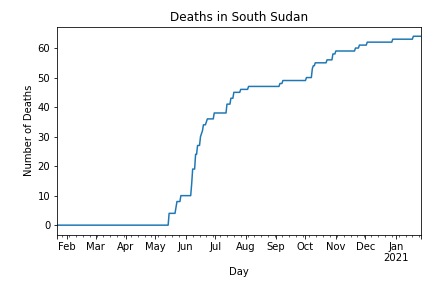 Deaths in South Sudan
Number of Deaths
60
50
40
30
20
10
0
Feb Mar Apr May Jun Jul Aug Sep Oct Nov Dec Jan
2021
Day